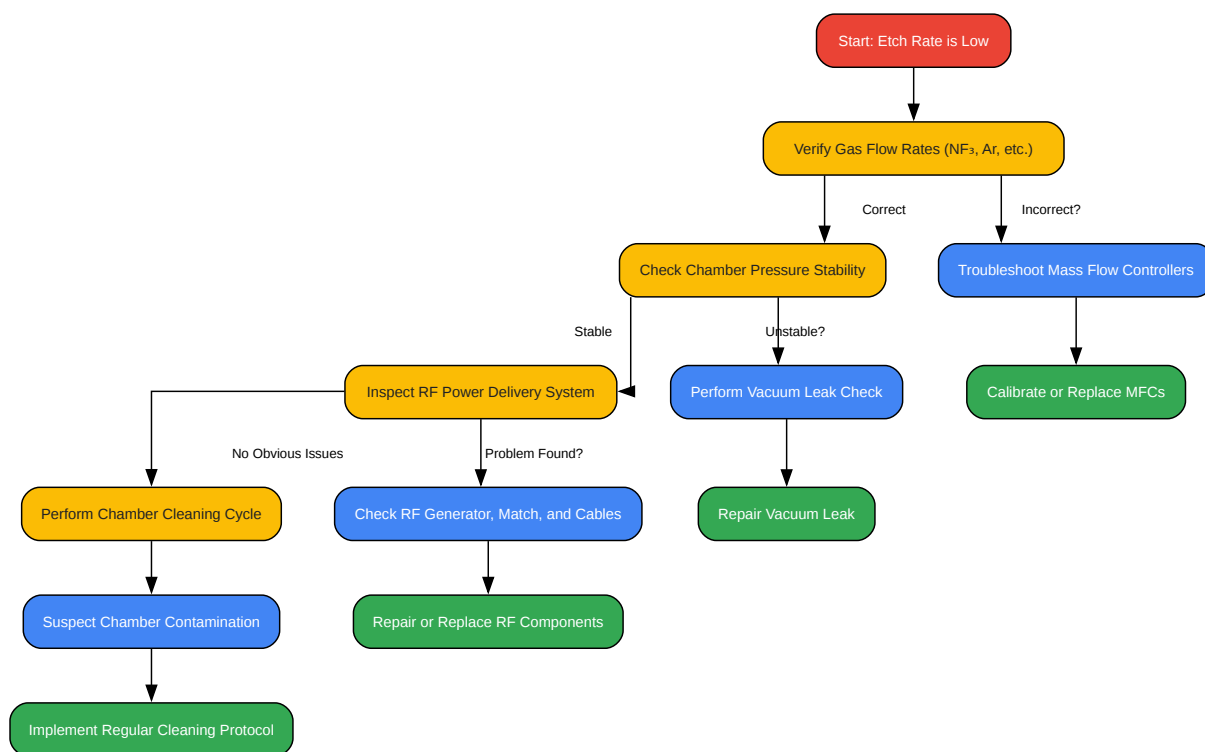 Start: Etch Rate is Low
Verify Gas Flow Rates (NF₃, Ar, etc.)
Correct
Incorrect?
Check Chamber Pressure Stability
Troubleshoot Mass Flow Controllers
Stable
Unstable?
Inspect RF Power Delivery System
Perform Vacuum Leak Check
Calibrate or Replace MFCs
No Obvious Issues
Problem Found?
Perform Chamber Cleaning Cycle
Check RF Generator, Match, and Cables
Repair Vacuum Leak
Suspect Chamber Contamination
Repair or Replace RF Components
Implement Regular Cleaning Protocol